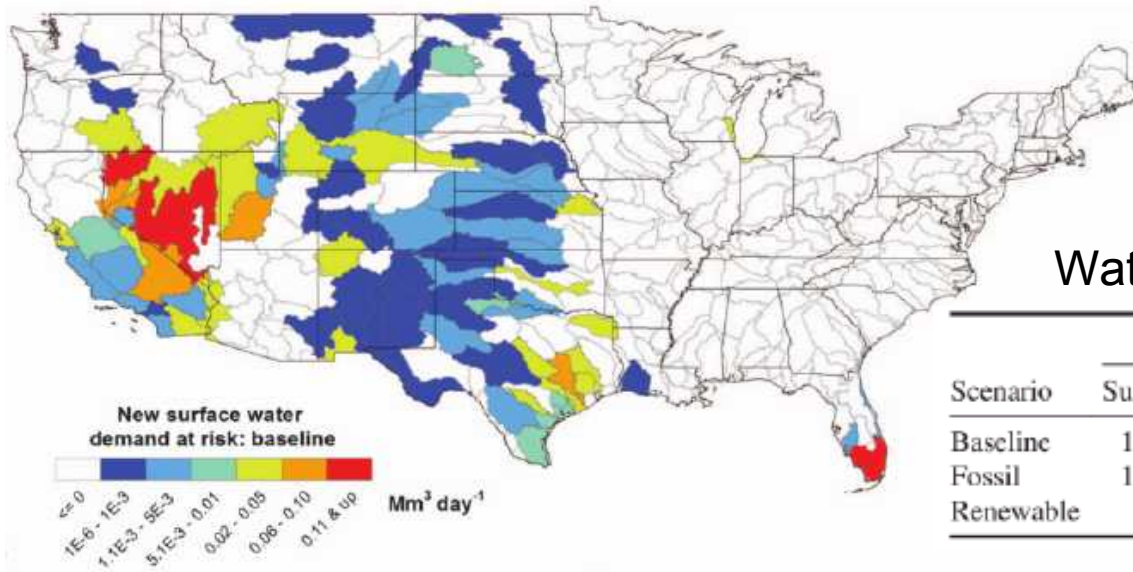 Wat
Scenario Su
Baseline 1
Fossil 1
Renewable
New surface water
demand at risk: baseline
<= 0
1E-6 - 1E-3
1.1E-3 - 5E-3
5.1E-3 - 0.01
0.02 - 0.05
0.06 - 0.10
0.11 & up
Mm³ day⁻¹